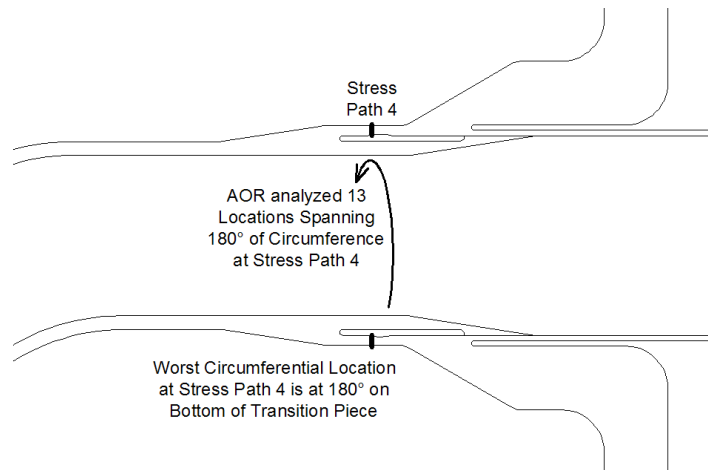 Stress
Path 4
AOR analyzed 13
Locations Spanning
180° of Circumference
at Stress Path 4
Worst Circumferential Location
at Stress Path 4 is at 180° on
Bottom of Transition Piece